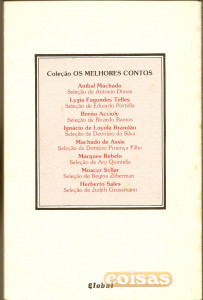 Coleção OS MELHORES CONTOS
Aníbal Machado
Seleção de Antonio Dimas
Lygia Fagundes Telles
Seleção de Eduardo Portella
Breno Accioly
Seleção de Ricardo Ramos
Ignácio de Loyola Brandão
Seleção de Deonísio da Silva
Machado de Assis
Seleção de Domício Proença Filho
Marques Rebelo
Seleção de Ary Quintella
Moacyr Scliar
Seleção de Regina Zilberman
Herberto Sales
Seleção de Judith Grossmann
Global
coisas